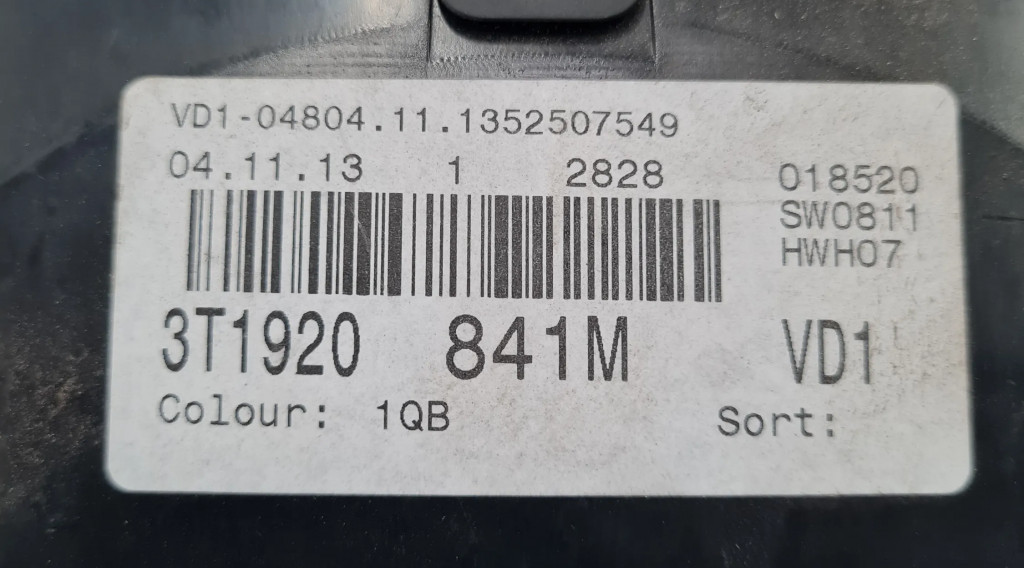 VD1-04804.11.1352507549
04.11.13 1 2828 018520
SW0811
HWH07
3T1920 841M VD1
Colour: 1QB Sort: